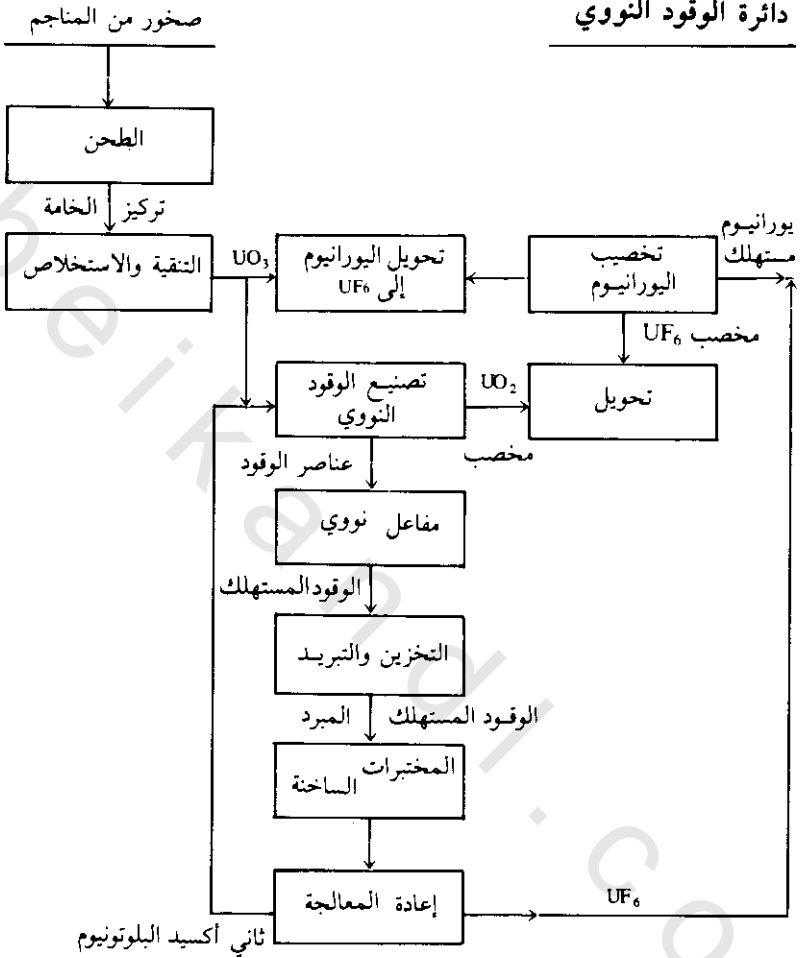 دائرة الوقود النووي
صخور من المناجم
الطحن
تركيز الخامة
التنقية والاستخلاص
UO₃
تحويل اليورانيوم
إلى UF₆
تخصيب
اليورانيوم
يورانيوم
مستهلك
مخصب UF₆
تصنيع الوقود
النووي
UO₂
مخصب
تحويل
عناصر الوقود
مفاعل نووي
الوقود المستهلك
التخزين والتبريد
الوقود المستهلك المبرد
المختبرات
الساخنة
إعادة المعالجة
UF₆
ثاني أكسيد البلوتونيوم
beikandl.co